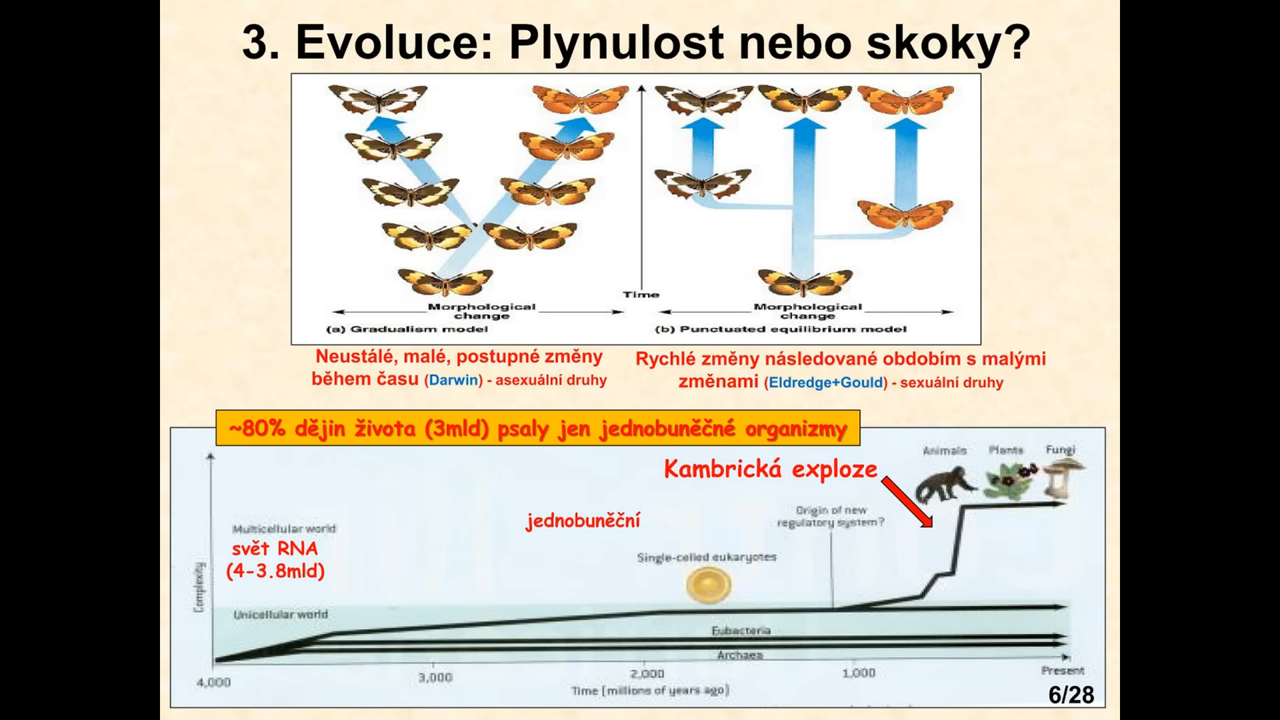 3. Evoluce: Plynulost nebo skoky?
Time
Morphological
change
(a) Gradualism model
Morphological
change
(b) Punctuated equilibrium model
Neustálé, malé, postupné změny
během času (Darwin) - asexuální druhy
Rychlé změny následované obdobím s malými
změnami (Eldredge+Gould) - sexuální druhy
~80% dějin života (3mld) psaly jen jednobuněčné organizmy
Animals Plants Fungi
Kambrická exploze
Origin of new
regulatory system?
jednobuněční
Multicellular world
svět RNA
(4-3.8mld)
Single-celled eukaryotes
Complexity
Unicellular world
Eubacteria
Archaea
4,000 3,000 2,000 1,000 Present
Time [millions of years ago]
6/28